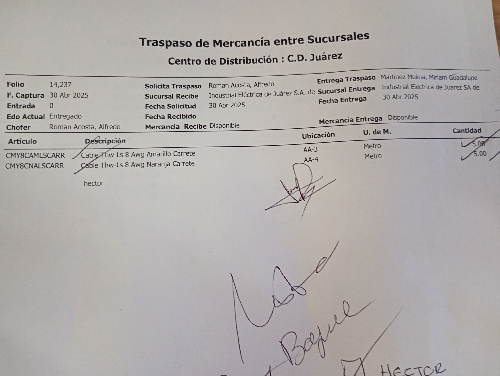 Traspaso de Mercancía entre Sucursales
Centro de Distribución : C.D. Juárez
Folio 14,237 Solicita Traspaso Roman Acosta, Alfredo Entrega Traspaso Martinez Molina, Miriam Guadalupe
F. Captura 30 Abr 2025 Sucursal Recibe Industrial Eléctrica de Juárez S.A. de Sucursal Entrega Industrial Electrica de Juarez SA de
Entrada 0 Fecha Solicitud 30 Abr 2025 Fecha Entrega 30 Abr 2025
Edo Actual Entregado Fecha Recibido
Chofer Roman Acosta, Alfredo Mercancia Recibe Disponible Mercancia Entrega Disponible
Artículo Descripción Ubicación U. de M. Cantidad
CMY8CAMLSCARR Cable Thw-Ls 8 Awg Amarillo Carrete AA-3 Metro 5.00
CMY8CNALSCARR Cable Thw-Ls 8 Awg Naranja Carrete AA-4 Metro 5.00
hector
HECTOR